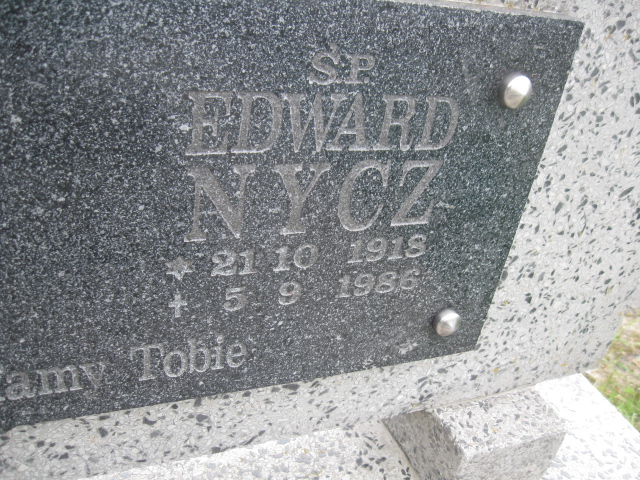 Ś.P.
EDWARD
NYCZ
* 21 10 1918
† 5 9 1986
Tobie